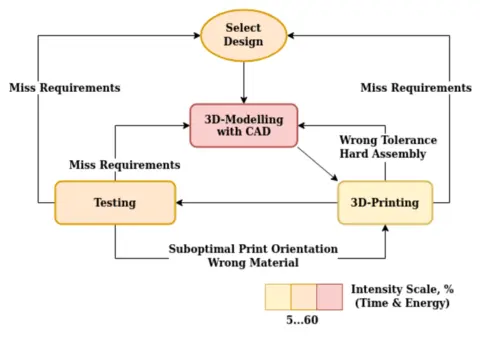 Select
Design
Miss Requirements
Miss Requirements
3D-Modelling
with CAD
Wrong Tolerance
Hard Assembly
Miss Requirements
Testing
3D-Printing
Suboptimal Print Orientation
Wrong Material
Intensity Scale, %
(Time & Energy)
5...60